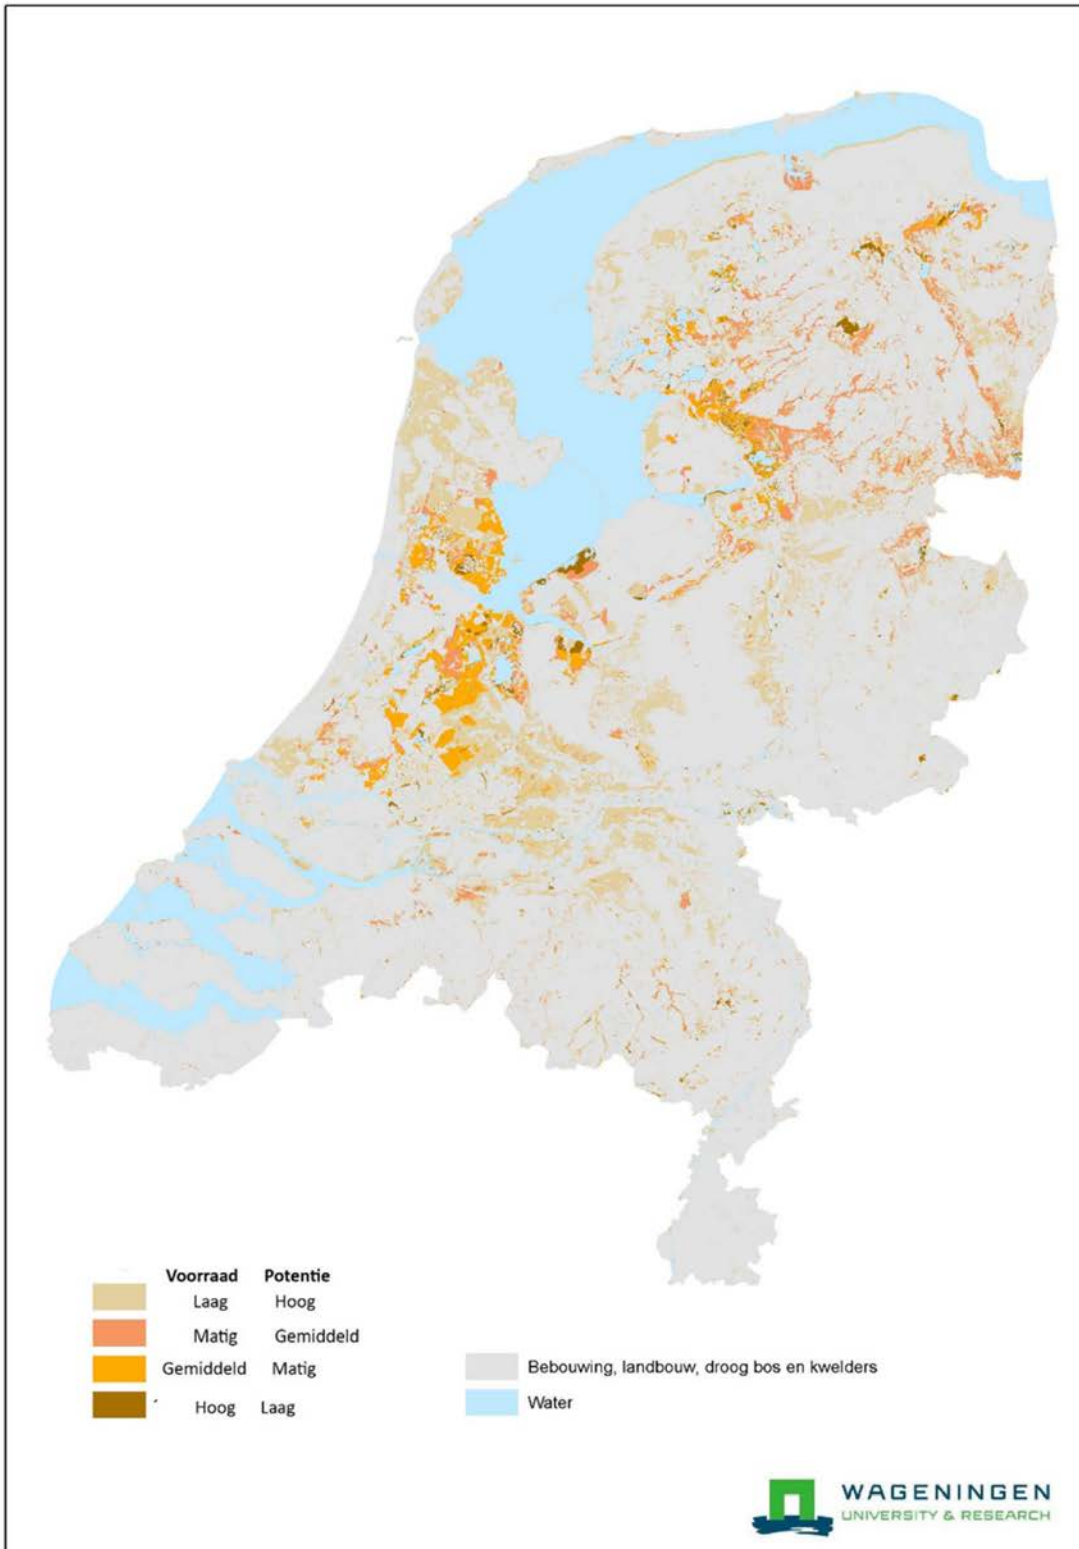 Voorraad Potentie
Laag Hoog
Matig Gemiddeld
Gemiddeld Matig
Hoog Laag
Bebouwing, landbouw, droog bos en kwelders
Water
WAGENINGEN
UNIVERSITY & RESEARCH